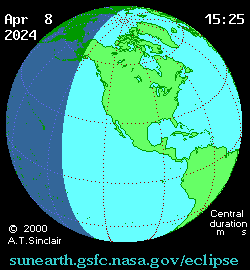 Apr 8 15:25
2024
© 2000
A.T.Sinclair
Central
duration
m s
sunearth.gsfc.nasa.gov/eclipse